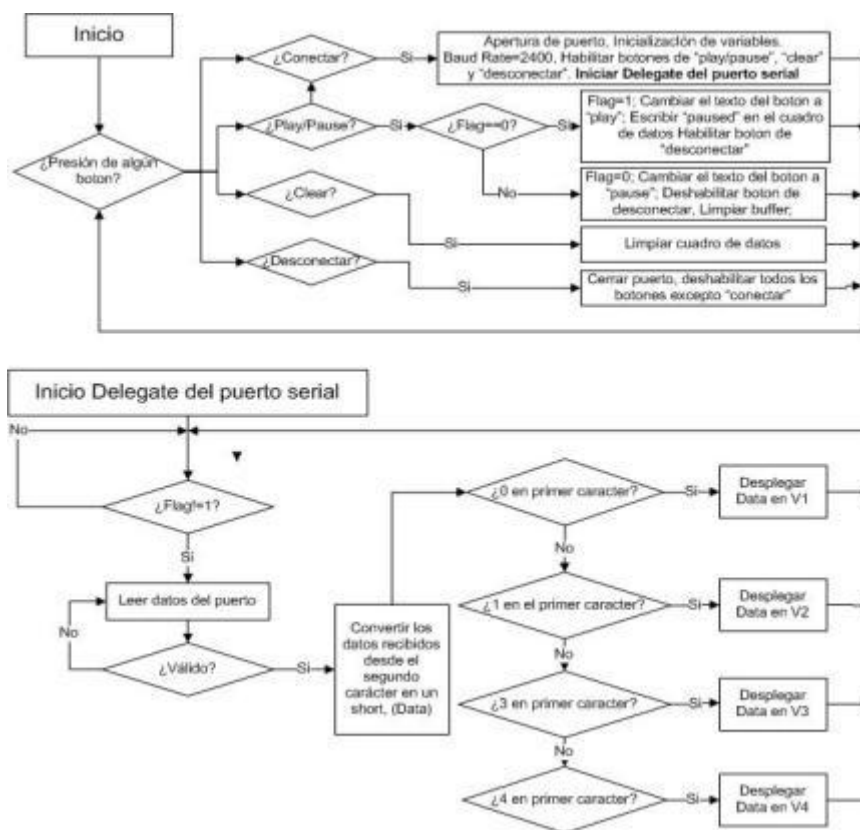 Inicio
¿Presión de algún
boton?
¿Conectar?
Si
Apertura de puerto, Inicialización de variables.
Baud Rate=2400, Habilitar botones de "play/pause", "clear"
y "desconectar". Iniciar Delegate del puerto serial
¿Play/Pause?
Si
¿Flag==0?
Si
Flag=1; Cambiar el texto del boton a
"play"; Escribir "paused" en el cuadro
de datos Habilitar boton de
"desconectar"
No
Flag=0; Cambiar el texto del boton a
"pause"; Deshabilitar boton de
desconectar, Limpiar buffer;
¿Clear?
Si
Limpiar cuadro de datos
¿Desconectar?
Si
Cerrar puerto, deshabilitar todos los
botones excepto "conectar"
Inicio Delegate del puerto serial
No
¿Flag!=1?
Si
Leer datos del puerto
No
¿Válido?
Si
Convertir los
datos recibidos
desde el
segundo
carácter en un
short, (Data)
¿0 en primer caracter?
Si
Desplegar
Data en V1
No
¿1 en el primer caracter?
Si
Desplegar
Data en V2
No
¿3 en primer caracter?
Si
Desplegar
Data en V3
No
¿4 en primer caracter?
Si
Desplegar
Data en V4